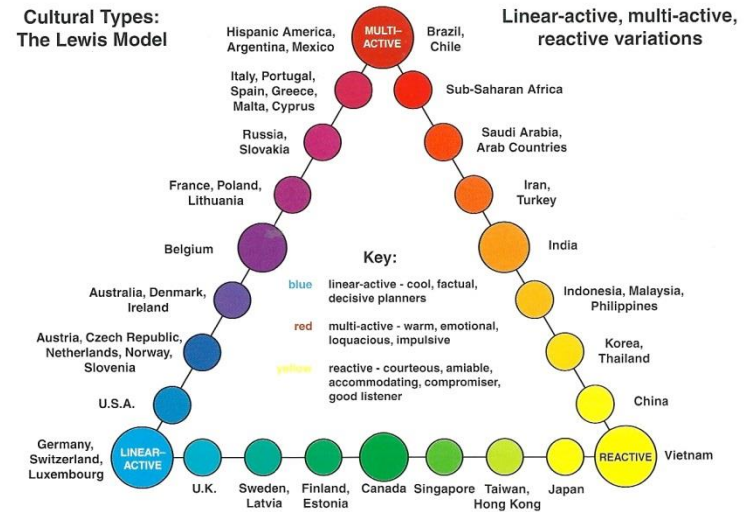 Cultural Types:
The Lewis Model
Linear-active, multi-active,
reactive variations
Hispanic America,
Argentina, Mexico
MULTI–
ACTIVE
Brazil,
Chile
Italy, Portugal,
Spain, Greece,
Malta, Cyprus
Sub-Saharan Africa
Russia,
Slovakia
Saudi Arabia,
Arab Countries
France, Poland,
Lithuania
Iran,
Turkey
Belgium
India
Key:
blue linear-active - cool, factual,
decisive planners
red multi-active - warm, emotional,
loquacious, impulsive
yellow reactive - courteous, amiable,
accommodating, compromiser,
good listener
Australia, Denmark,
Ireland
Indonesia, Malaysia,
Philippines
Austria, Czech Republic,
Netherlands, Norway,
Slovenia
Korea,
Thailand
U.S.A.
China
Germany,
Switzerland,
Luxembourg
LINEAR–
ACTIVE
REACTIVE
Vietnam
U.K.
Sweden,
Latvia
Finland,
Estonia
Canada
Singapore
Taiwan,
Hong Kong
Japan